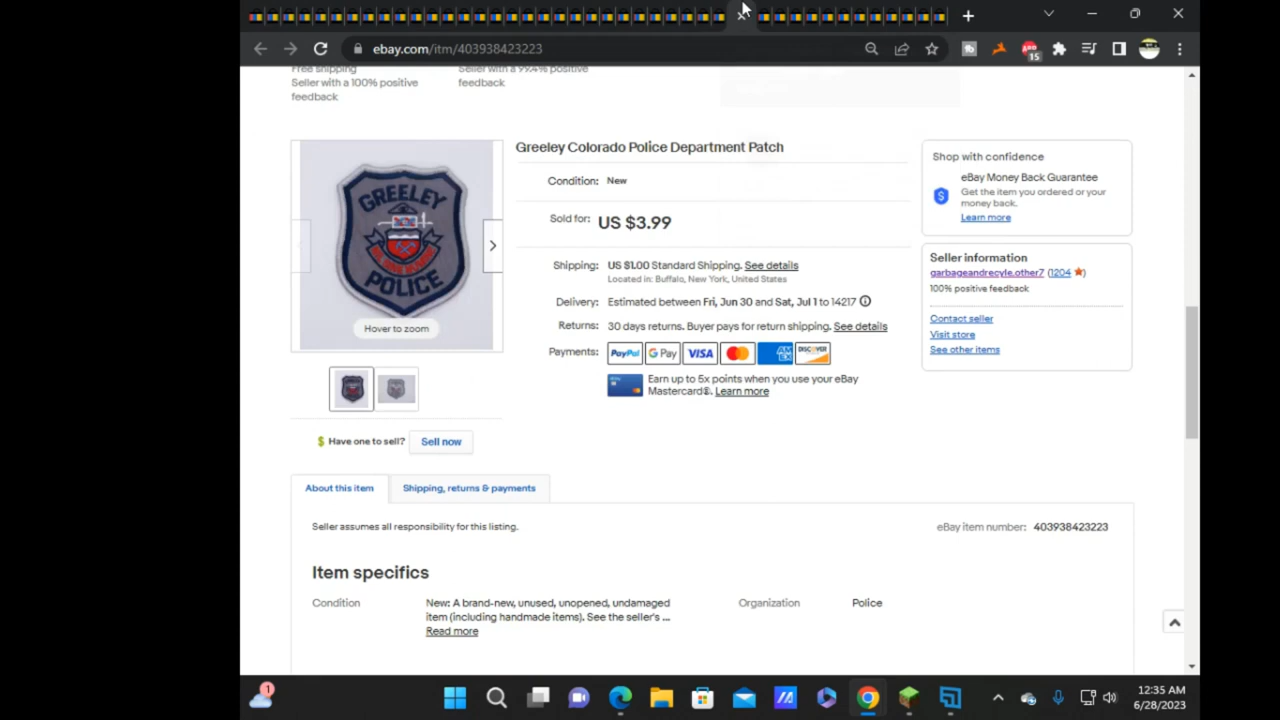 ebay.com/itm/403938423223
15
Free shipping
Seller with a 100% positive
feedback
Seller with a 99.4% positive
feedback
GREELEY
POLICE
Hover to zoom
Have one to sell?
Sell now
Greeley Colorado Police Department Patch
Condition: New
Sold for: US $3.99
Shipping: US $1.00 Standard Shipping. See details
Located in: Buffalo, New York, United States
Delivery: Estimated between Fri, Jun 30 and Sat, Jul 1 to 14217
Returns: 30 days returns. Buyer pays for return shipping. See details
Payments: PayPal G Pay VISA AM EX DISCOVER
Earn up to 5x points when you use your eBay
Mastercard®. Learn more
Shop with confidence
eBay Money Back Guarantee
Get the item you ordered or your
money back.
Learn more
Seller information
garbageandrecyle.other7 (1204)
100% positive feedback
Contact seller
Visit store
See other items
About this item
Shipping, returns & payments
Seller assumes all responsibility for this listing.
eBay item number: 403938423223
Item specifics
Condition
New: A brand-new, unused, unopened, undamaged
item (including handmade items). See the seller's ...
Read more
Organization
Police
1
12:35 AM
6/28/2023